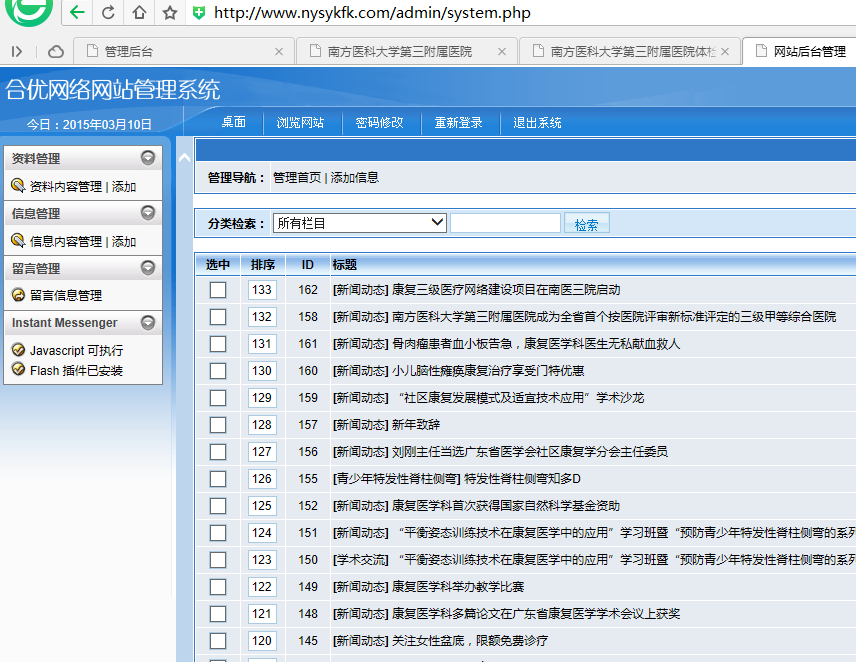 http://www.nysykfk.com/admin/system.php
管理后台
南方医科大学第三附属医院
南方医科大学第三附属医院体检
网站后台管理
合优网络网站管理系统
今日：2015年03月10日
桌面 浏览网站 密码修改 重新登录 退出系统
资料管理
资料内容管理 | 添加
信息管理
信息内容管理 | 添加
留言管理
留言信息管理
Instant Messenger
Javascript 可执行
Flash 插件已安装
管理导航： 管理首页 | 添加信息
分类检索： 所有栏目 检索
选中 排序 ID 标题
133 162 [新闻动态] 康复三级医疗网络建设项目在南医三院启动
132 158 [新闻动态] 南方医科大学第三附属医院成为全省首个按医院评审新标准评定的三级甲等综合医院
131 161 [新闻动态] 骨肉瘤患者血小板告急，康复医学科医生无私献血救人
130 160 [新闻动态] 小儿脑性瘫痪康复治疗享受门特优惠
129 159 [新闻动态] “社区康复发展模式及适宜技术应用”学术沙龙
128 157 [新闻动态] 新年致辞
127 156 [新闻动态] 刘刚主任当选广东省医学会社区康复学分会主任委员
126 155 [青少年特发性脊柱侧弯] 特发性脊柱侧弯知多D
125 152 [新闻动态] 康复医学科首次获得国家自然科学基金资助
124 151 [新闻动态] “平衡姿态训练技术在康复医学中的应用”学习班暨“预防青少年特发性脊柱侧弯的系列
123 150 [学术交流] “平衡姿态训练技术在康复医学中的应用”学习班暨“预防青少年特发性脊柱侧弯的系列
122 149 [新闻动态] 康复医学科举办教学比赛
121 148 [新闻动态] 康复医学科多篇论文在广东省康复医学学术会议上获奖
120 145 [新闻动态] 关注女性盆底，限额免费诊疗